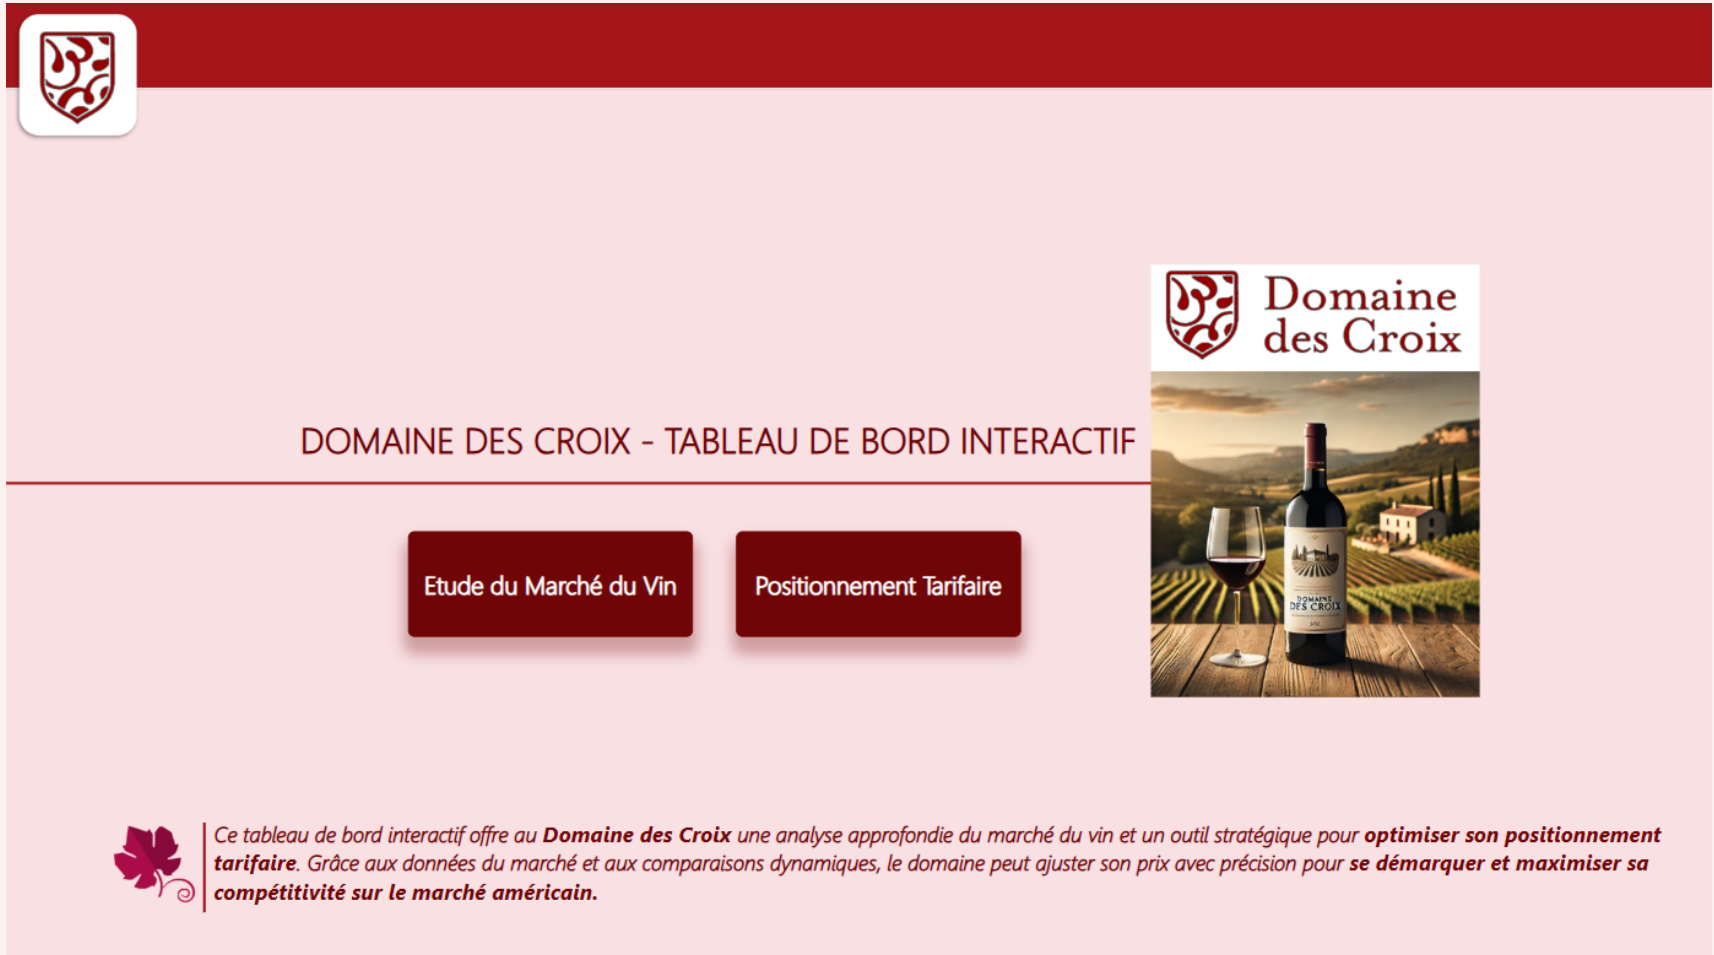 Domaine
des Croix
DOMAINE DES CROIX - TABLEAU DE BORD INTERACTIF
Etude du Marché du Vin
Positionnement Tarifaire
DOMAINE
DES CROIX
Ce tableau de bord interactif offre au Domaine des Croix une analyse approfondie du marché du vin et un outil stratégique pour optimiser son positionnement
tarifaire. Grâce aux données du marché et aux comparaisons dynamiques, le domaine peut ajuster son prix avec précision pour se démarquer et maximiser sa
compétitivité sur le marché américain.